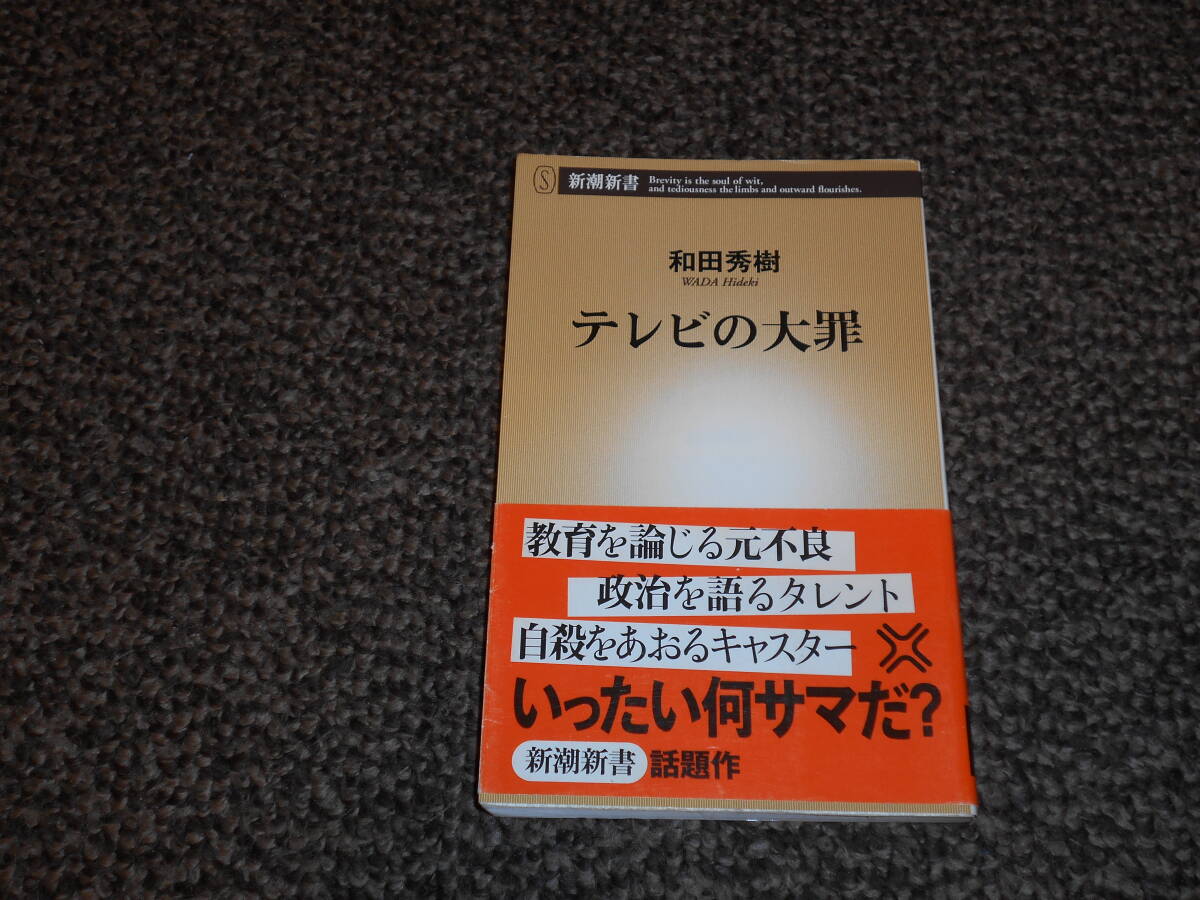 S 新潮新書 Brevity is the soul of wit,
and tediousness the limbs and outward flourishes.
和田秀樹
WADA Hideki
テレビの大罪
教育を論じる元不良
政治を語るタレント
自殺をあおるキャスター
いったい何サマだ?
新潮新書 話題作